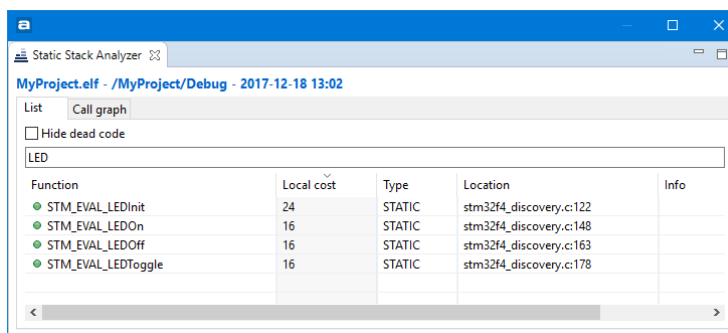 a
Static Stack Analyzer
MyProject.elf - /MyProject/Debug - 2017-12-18 13:02
List Call graph
Hide dead code
LED
Function Local cost Type Location Info
STM_EVAL_LEDInit 24 STATIC stm32f4_discovery.c:122
STM_EVAL_LEDOn 16 STATIC stm32f4_discovery.c:148
STM_EVAL_LEDOff 16 STATIC stm32f4_discovery.c:163
STM_EVAL_LEDToggle 16 STATIC stm32f4_discovery.c:178